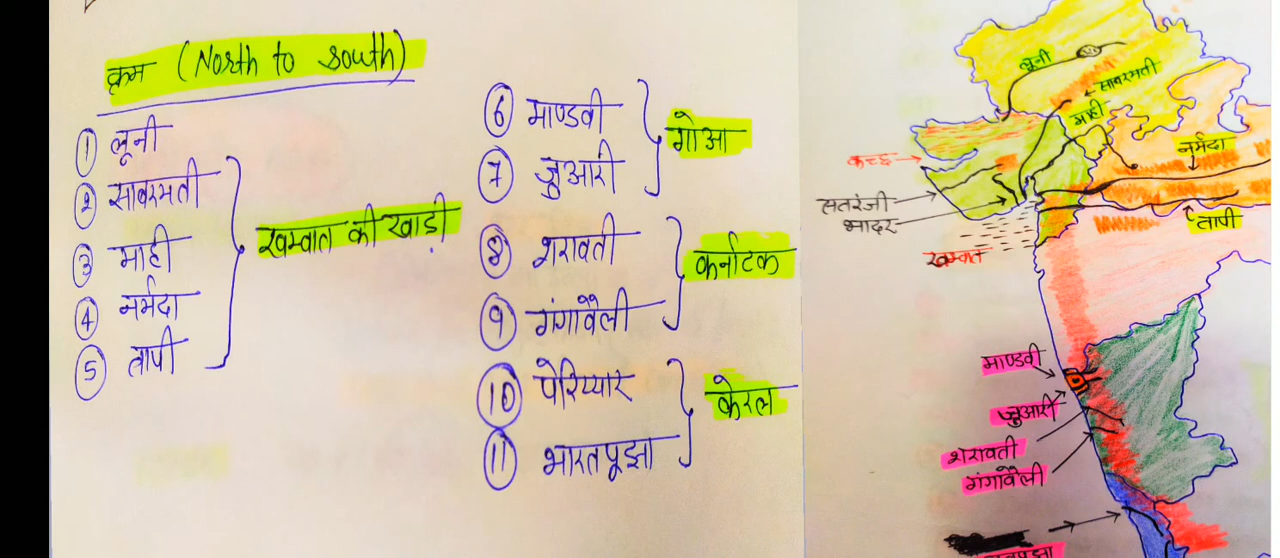 क्रम (North to south)
① लूनी
② साबरमती
③ माही
④ नर्मदा
⑤ तापी
खम्वात की खाड़ी
⑥ माण्डवी
⑦ जुआरी
गोआ
⑧ शरावती
⑨ गंगावैली
कर्नाटक
⑩ पेरियार
⑪ भारतपूझा
केरल
लूनी
साबरमती
माही
नर्मदा
कच्छ
सतरंजी
भादर
तापी
खम्वात
माण्डवी
जुआरी
शरावती
गंगावैली